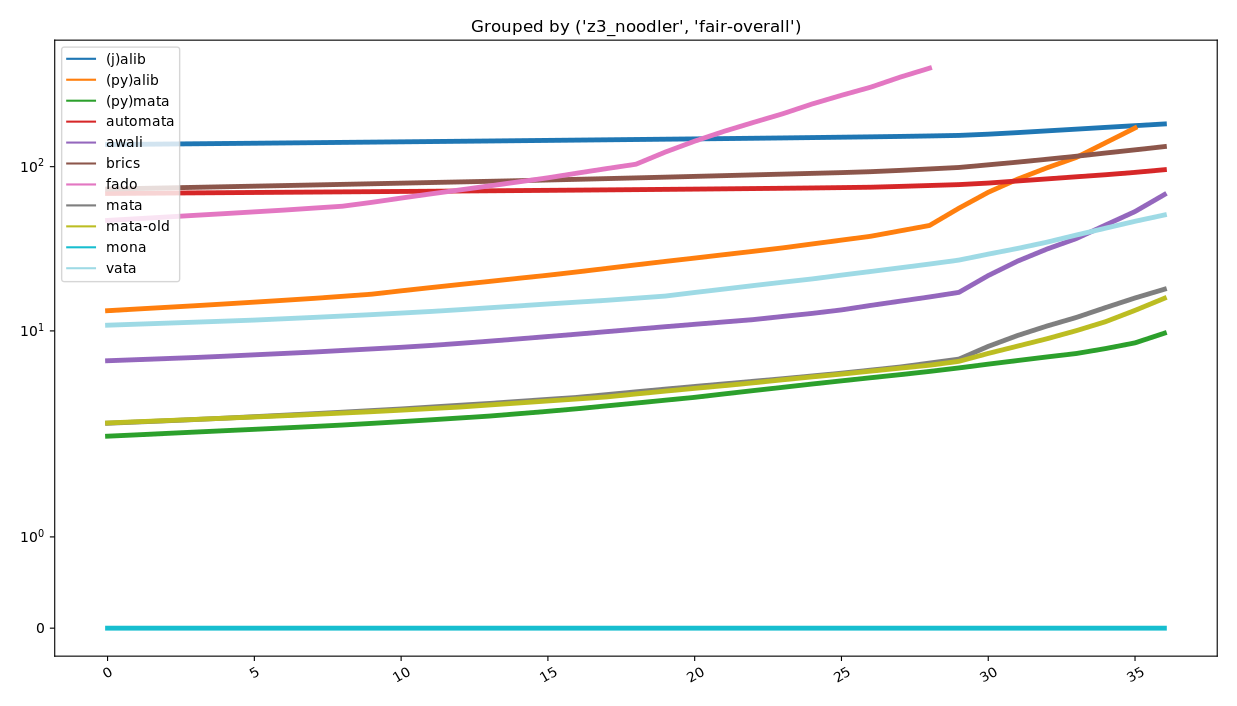 Grouped by ('z3_noodler', 'fair-overall')
(j)alib
(py)alib
(py)mata
automata
awali
brics
fado
mata
mata-old
mona
vata
10²
10¹
10⁰
0
0 5 10 15 20 25 30 35